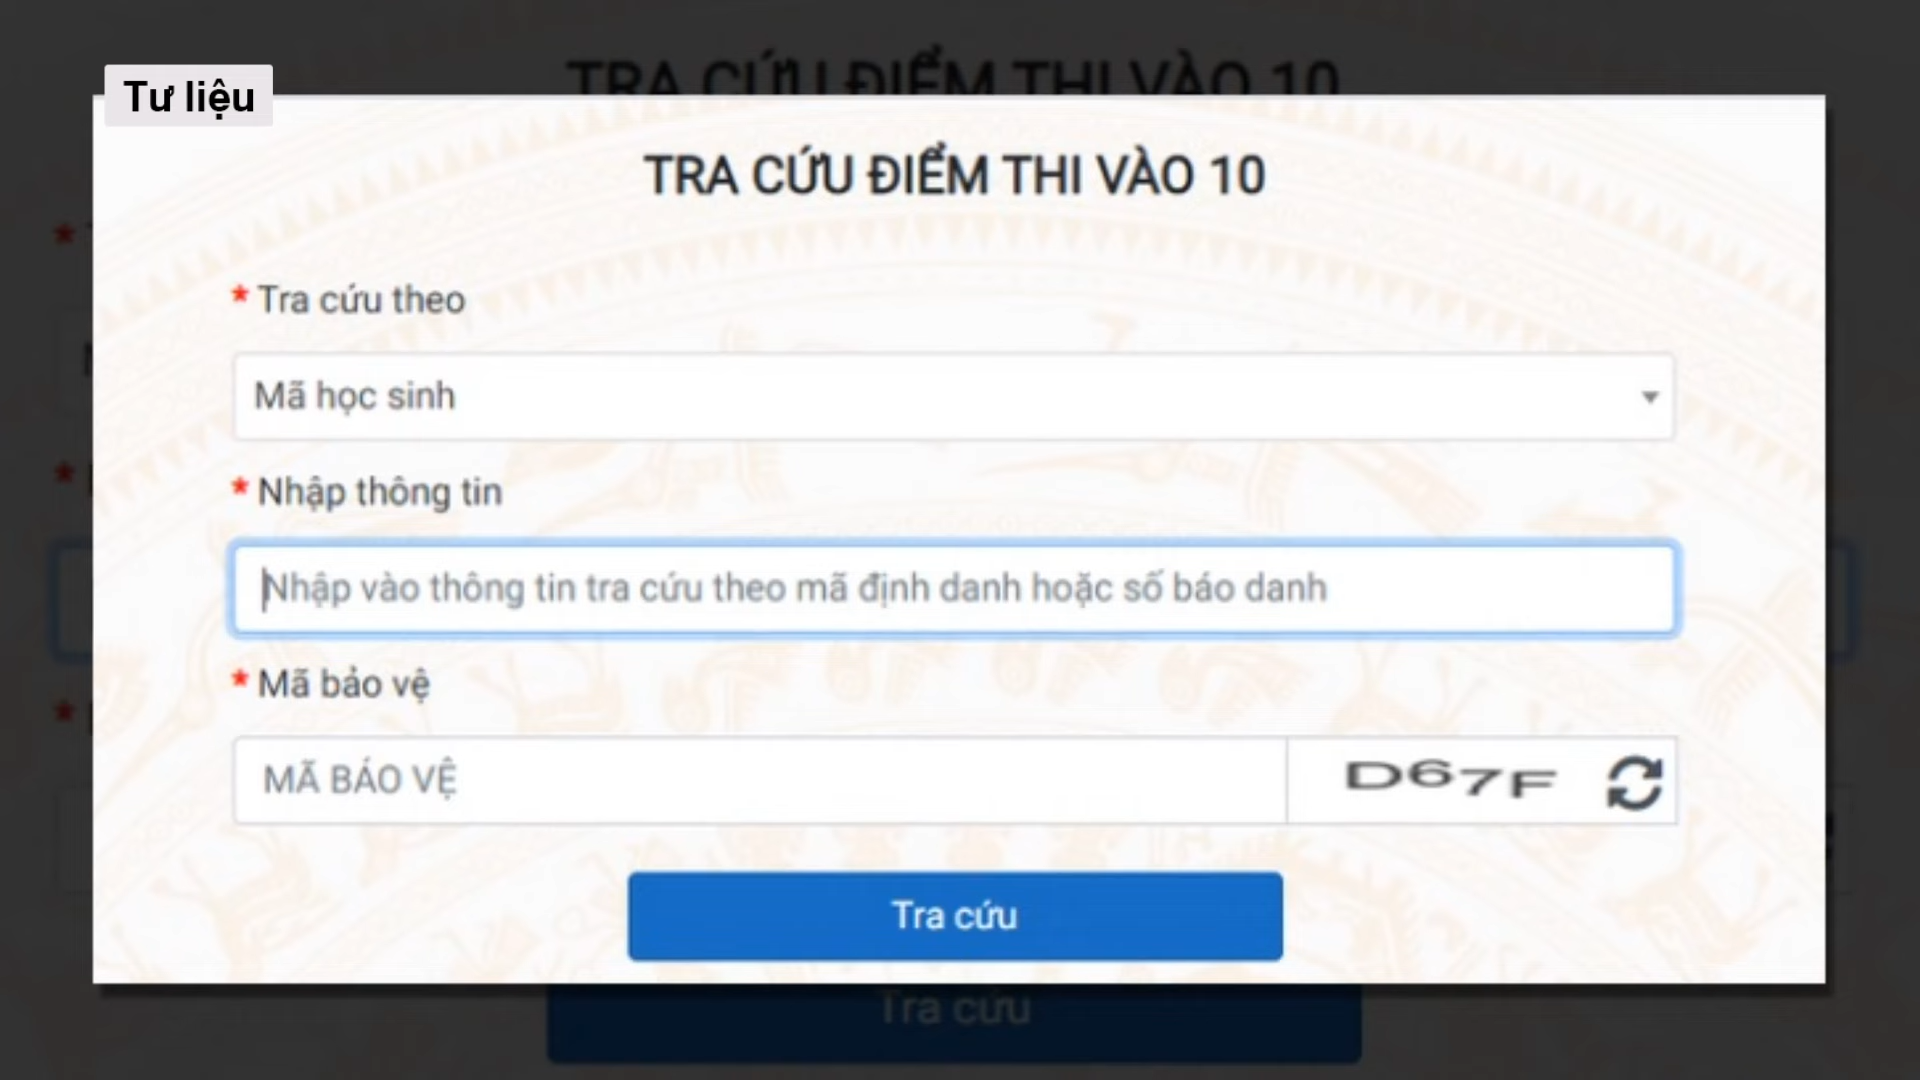 TRA CỨU ĐIỂM THI VÀO 10
Tư liệu
TRA CỨU ĐIỂM THI VÀO 10
* Tra cứu theo
Mã học sinh
* Nhập thông tin
Nhập vào thông tin tra cứu theo mã định danh hoặc số báo danh
* Mã bảo vệ
MÃ BÁO VỆ
D67F
Tra cứu
Tra cứu